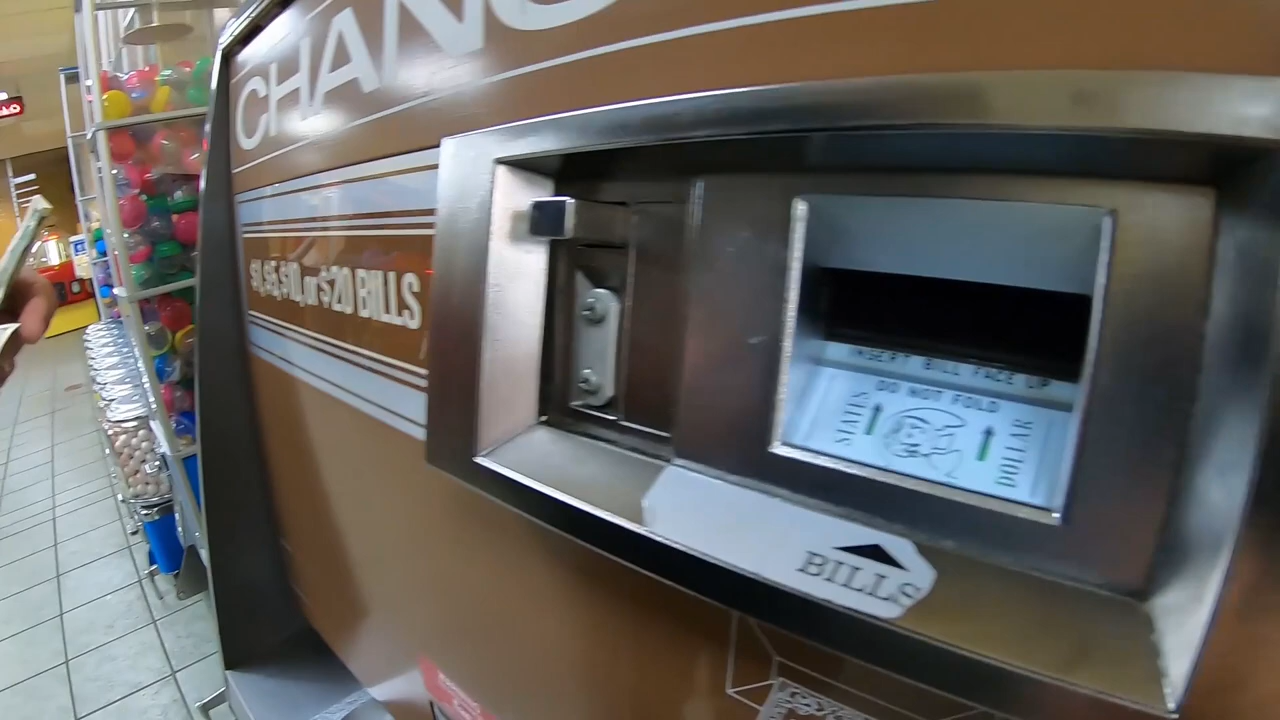 CHANG
$1, $5, $10, or $20 BILLS
INSERT BILL FACE UP
DO NOT FOLD
STATES
DOLLAR
BILLS